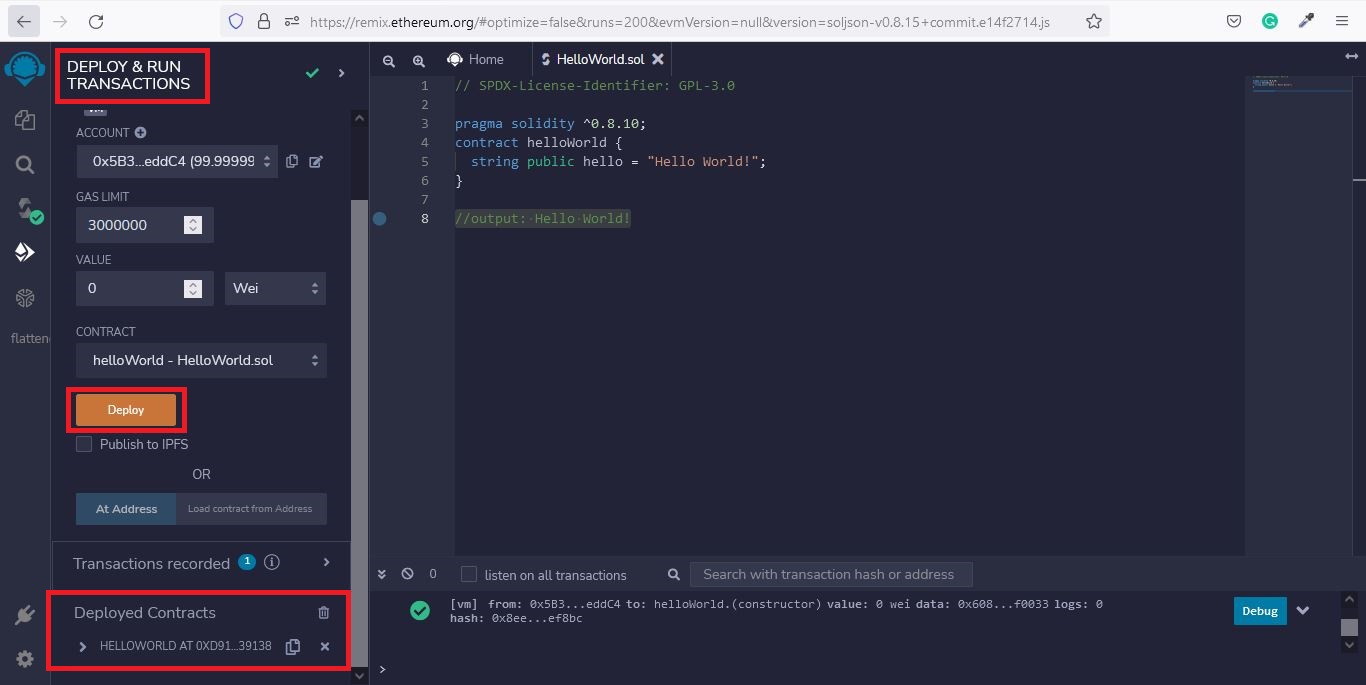 https://remix.ethereum.org/#optimize=false&runs=200&evmVersion=null&version=soljson-v0.8.15+commit.e14f2714.js
DEPLOY & RUN
TRANSACTIONS
ACCOUNT
0x5B3...eddC4 (99.99999
GAS LIMIT
3000000
VALUE
0
Wei
CONTRACT
helloWorld - HelloWorld.sol
Deploy
Publish to IPFS
OR
At Address
Load contract from Address
Transactions recorded 1 i
Deployed Contracts
HELLOWORLD AT 0XD91...39138
flatten
Home
HelloWorld.sol
1 // SPDX-License-Identifier: GPL-3.0
2
3 pragma solidity ^0.8.10;
4 contract helloWorld {
5 string public hello = "Hello World!";
6 }
7
8 //output: Hello World!
0
listen on all transactions
Search with transaction hash or address
[vm] from: 0x5B3...eddC4 to: helloWorld.(constructor) value: 0 wei data: 0x608...f0033 logs: 0
hash: 0x8ee...ef8bc
Debug
>